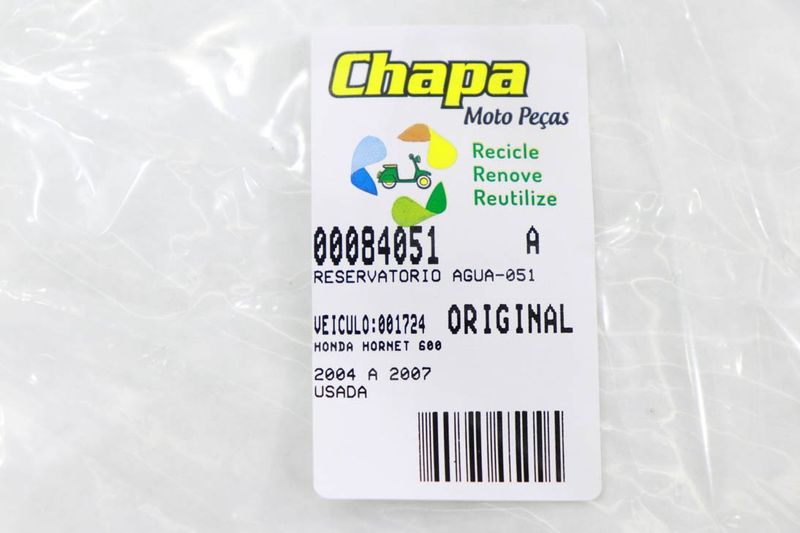 Chapa
Moto Peças
Recicle
Renove
Reutilize
00084051 A
RESERVATORIO AGUA-051
VEICULO:001724 ORIGINAL
HONDA HORNET 600
2004 A 2007
USADA